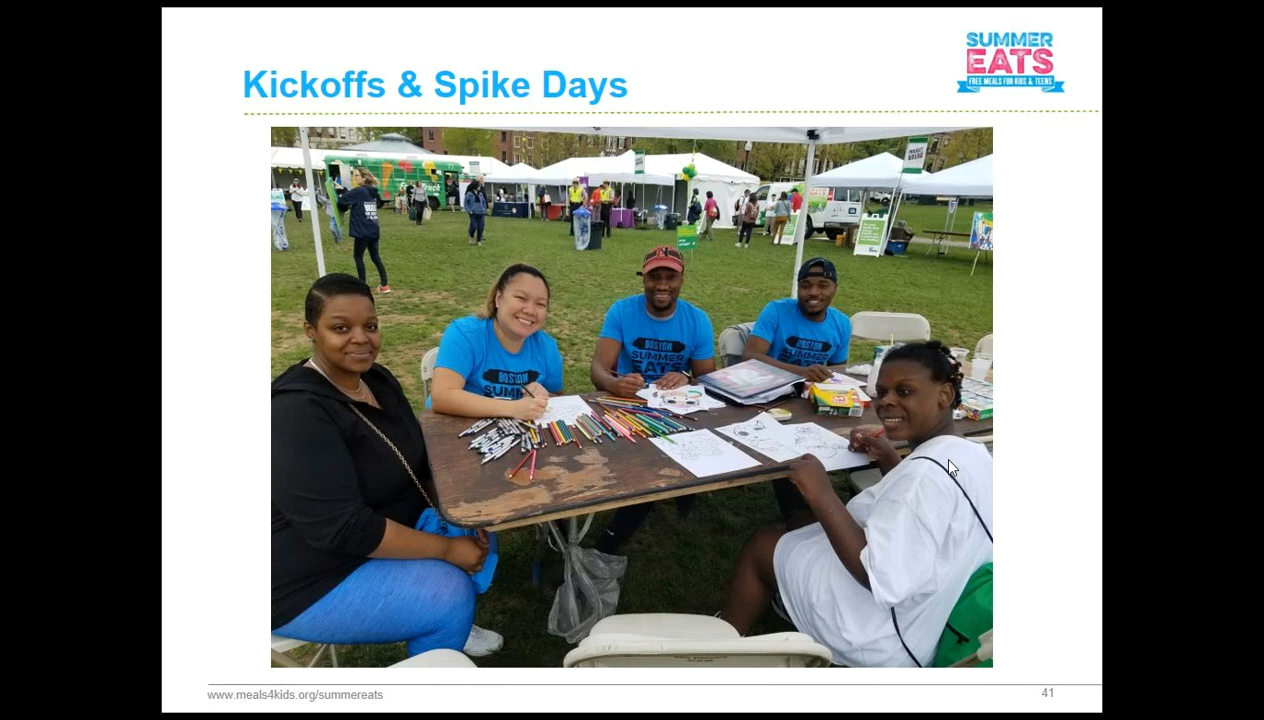 SUMMER
EATS
FREE MEALS FOR KIDS & TEENS
Kickoffs & Spike Days
BOSTON
SUMMER
EATS
BOSTON
SUMMER
EATS
BOSTON
SUMM
www.meals4kids.org/summereats
41